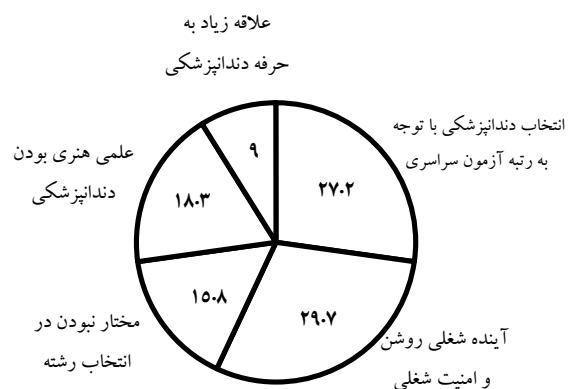 علاقه زیاد به
حرفه دندانپزشکی
انتخاب دندانپزشکی با توجه
به رتبه آزمون سراسری
علمی هنری بودن
دندانپزشکی
۹
۲۷.۲
۱۸.۳
۱۵.۸
۲۹.۷
مختار نبودن در
انتخاب رشته
آینده شغلی روشن
و امنیت شغلی